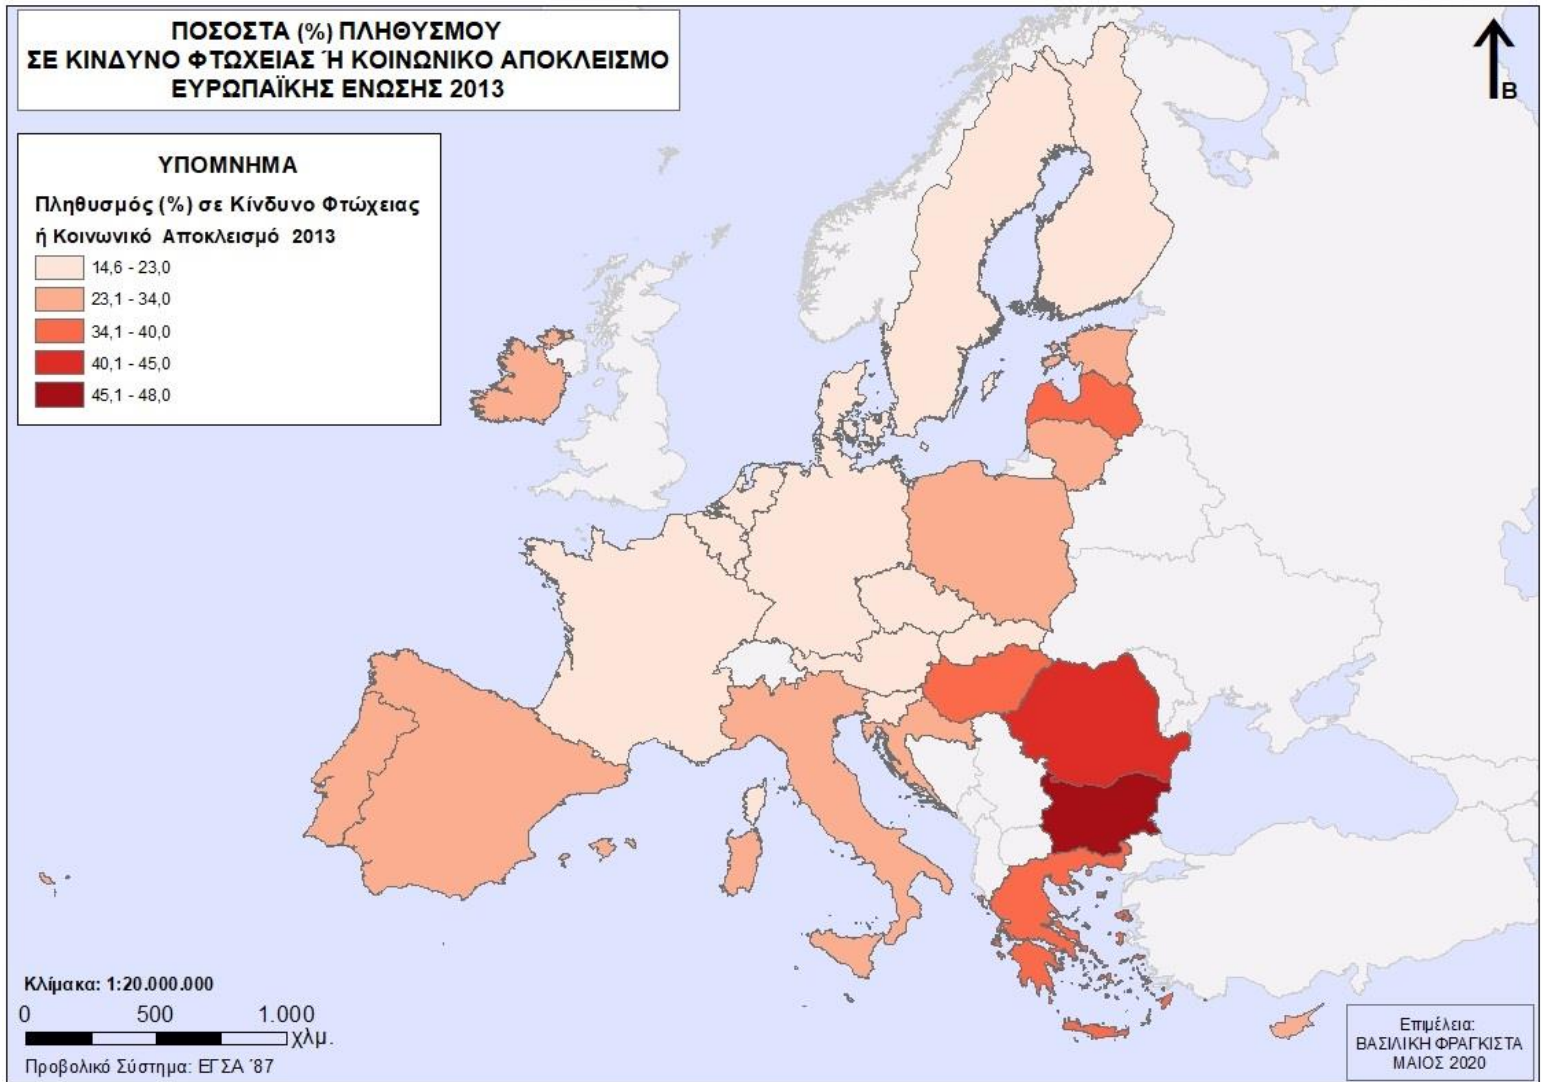 ΠΟΣΟΣΤΑ (%) ΠΛΗΘΥΣΜΟΥ
ΣΕ ΚΙΝΔΥΝΟ ΦΤΩΧΕΙΑΣ Ή ΚΟΙΝΩΝΙΚΟ ΑΠΟΚΛΕΙΣΜΟ
ΕΥΡΩΠΑΪΚΗΣ ΕΝΩΣΗΣ 2013
Β
ΥΠΟΜΝΗΜΑ
Πληθυσμός (%) σε Κίνδυνο Φτώχειας
ή Κοινωνικό Αποκλεισμό 2013
14,6 - 23,0
23,1 - 34,0
34,1 - 40,0
40,1 - 45,0
45,1 - 48,0
Κλίμακα: 1:20.000.000
0 500 1.000
χλμ.
Προβολικό Σύστημα: ΕΓΣΑ '87
Επιμέλεια:
ΒΑΣΙΛΙΚΗ ΦΡΑΓΚΙΣΤΑ
ΜΑΙΟΣ 2020